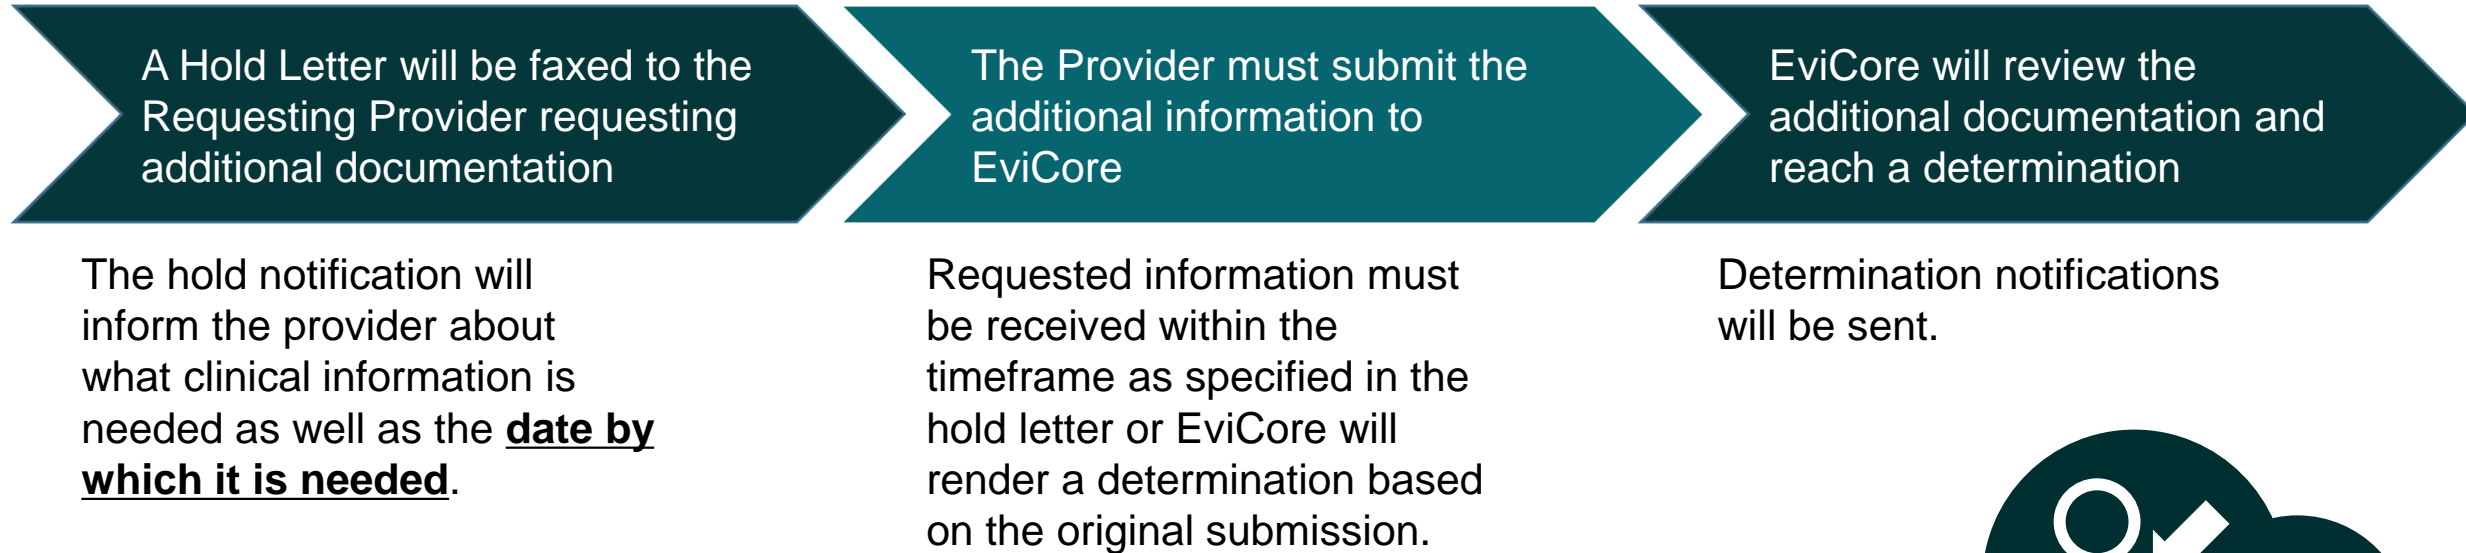 A Hold Letter will be faxed to the
Requesting Provider requesting
additional documentation
The hold notification will
inform the provider about
what clinical information is
needed as well as the date by
which it is needed.
The Provider must submit the
additional information to
EviCore
Requested information must
be received within the
timeframe as specified in the
hold letter or EviCore will
render a determination based
on the original submission.
EviCore will review the
additional documentation and
reach a determination
Determination notifications
will be sent.